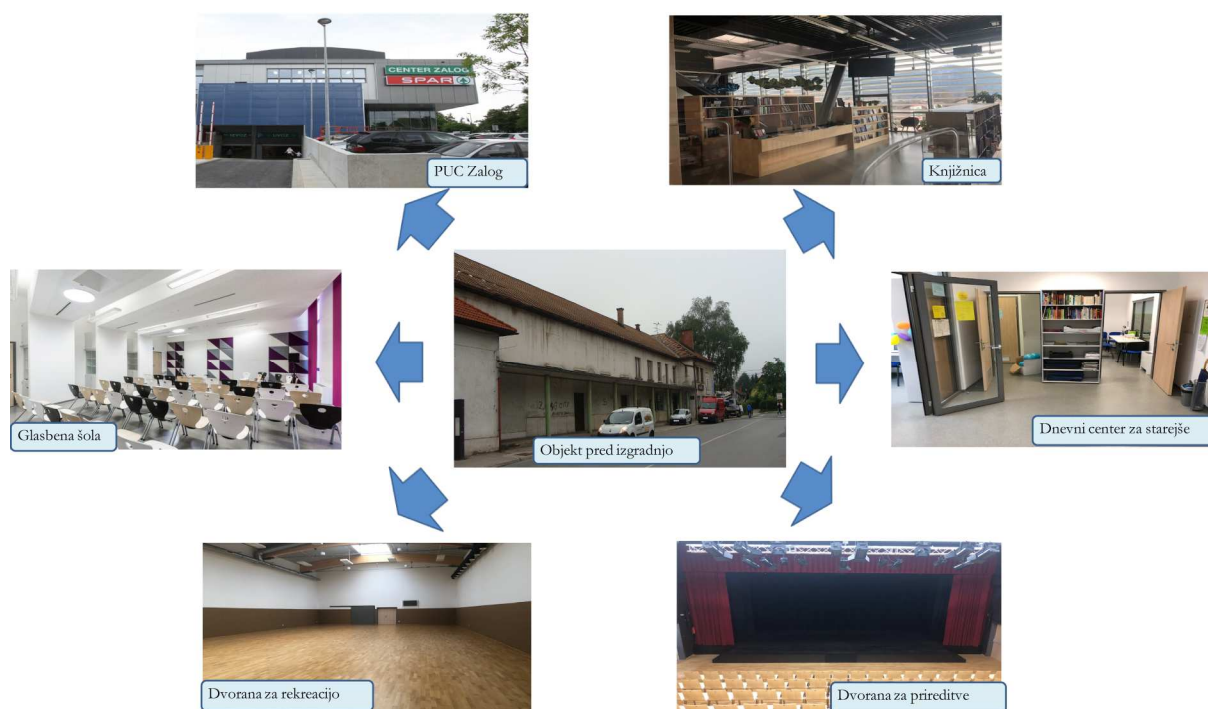 CENTER ZALOG
SPAR
PUC Zalog
Knjižnica
Glasbena šola
Objekt pred izgradnjo
Dnevni center za starejše
Dvorana za rekreacijo
Dvorana za prireditve